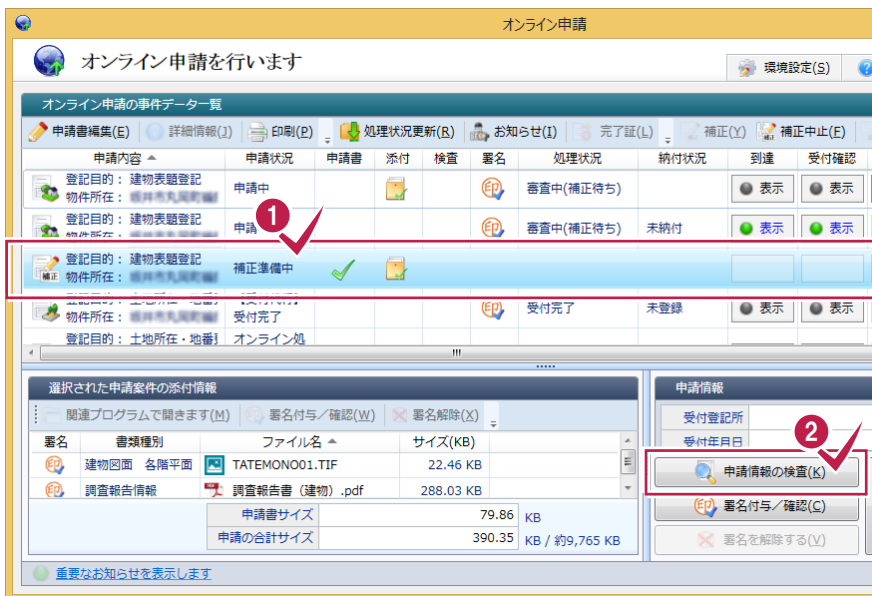 オンライン申請
オンライン申請を行います
環境設定(S)
オンライン申請の事件データ一覧
申請書編集(E) 詳細情報(J) 印刷(P) 処理状況更新(R) お知らせ(I) 完了証(L) 補正(Y) 補正中止(F)
申請内容 申請状況 申請書 添付 検査 署名 処理状況 納付状況 到達 受付確認
登記目的： 建物表題登記
物件所在：
申請中 審査中(補正待ち) 表示 表示
登記目的： 建物表題登記
物件所在：
申請 審査中(補正待ち) 未納付 表示 表示
1
登記目的： 建物表題登記
物件所在：
補正 補正準備中
物件所在：
受付完了 受付完了 未登録 表示 表示
登記目的： 土地所在・地番 オンライン処
選択された申請案件の添付情報
関連プログラムで開きます(M) 署名付与／確認(W) 署名解除(X)
署名 書類種別 ファイル名 サイズ(KB)
建物図面 各階平面 TATEMONO01.TIF 22.46 KB
調査報告情報 調査報告書（建物）.pdf 288.03 KB
申請書サイズ 79.86 KB
申請の合計サイズ 390.35 KB / 約9,765 KB
申請情報
受付登記所
受付年月日
2
申請情報の検査(K)
署名付与／確認(C)
署名を解除する(V)
重要なお知らせを表示します